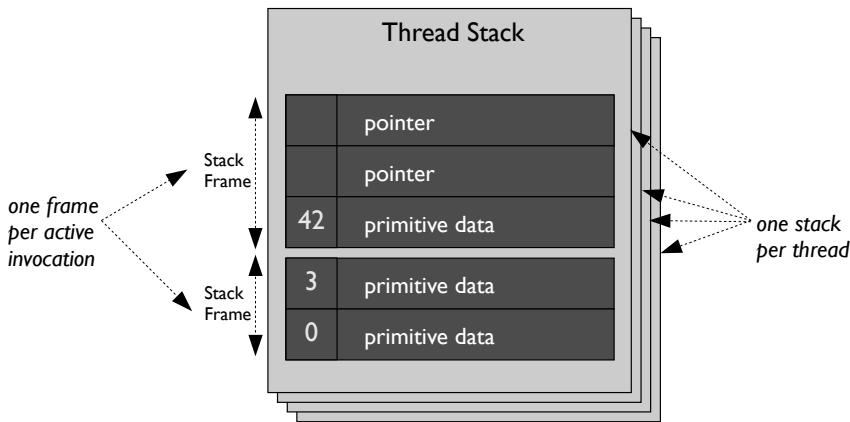 Thread Stack
pointer
Stack
Frame
pointer
42 primitive data
one frame
per active
invocation
one stack
per thread
Stack
Frame
3 primitive data
0 primitive data